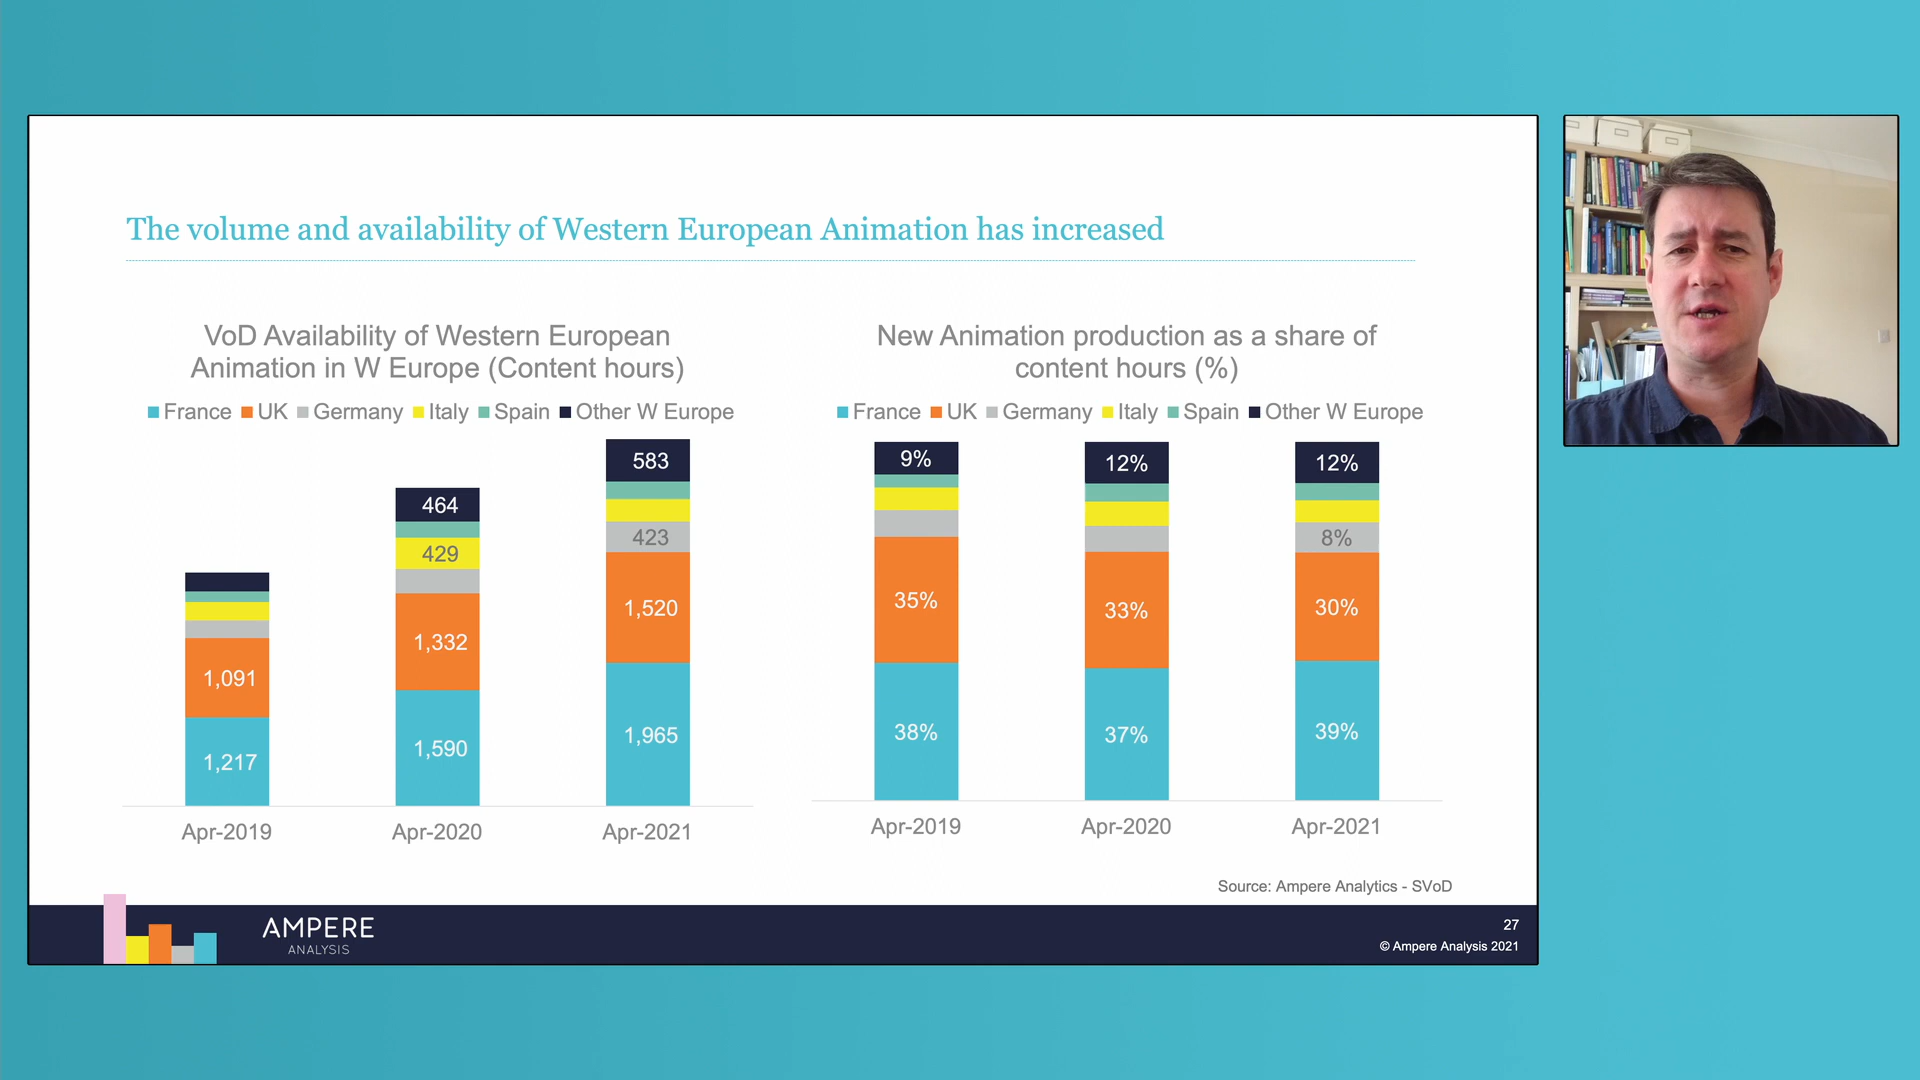 The volume and availability of Western European Animation has increased
VoD Availability of Western European
Animation in W Europe (Content hours)
France UK Germany Italy Spain Other W Europe
583
464
423
429
1,520
1,332
1,091
1,965
1,590
1,217
Apr-2019 Apr-2020 Apr-2021
New Animation production as a share of
content hours (%)
France UK Germany Italy Spain Other W Europe
9% 12% 12%
8%
35% 33% 30%
38% 37% 39%
Apr-2019 Apr-2020 Apr-2021
Source: Ampere Analytics - SVoD
AMPERE
ANALYSIS
27
© Ampere Analysis 2021